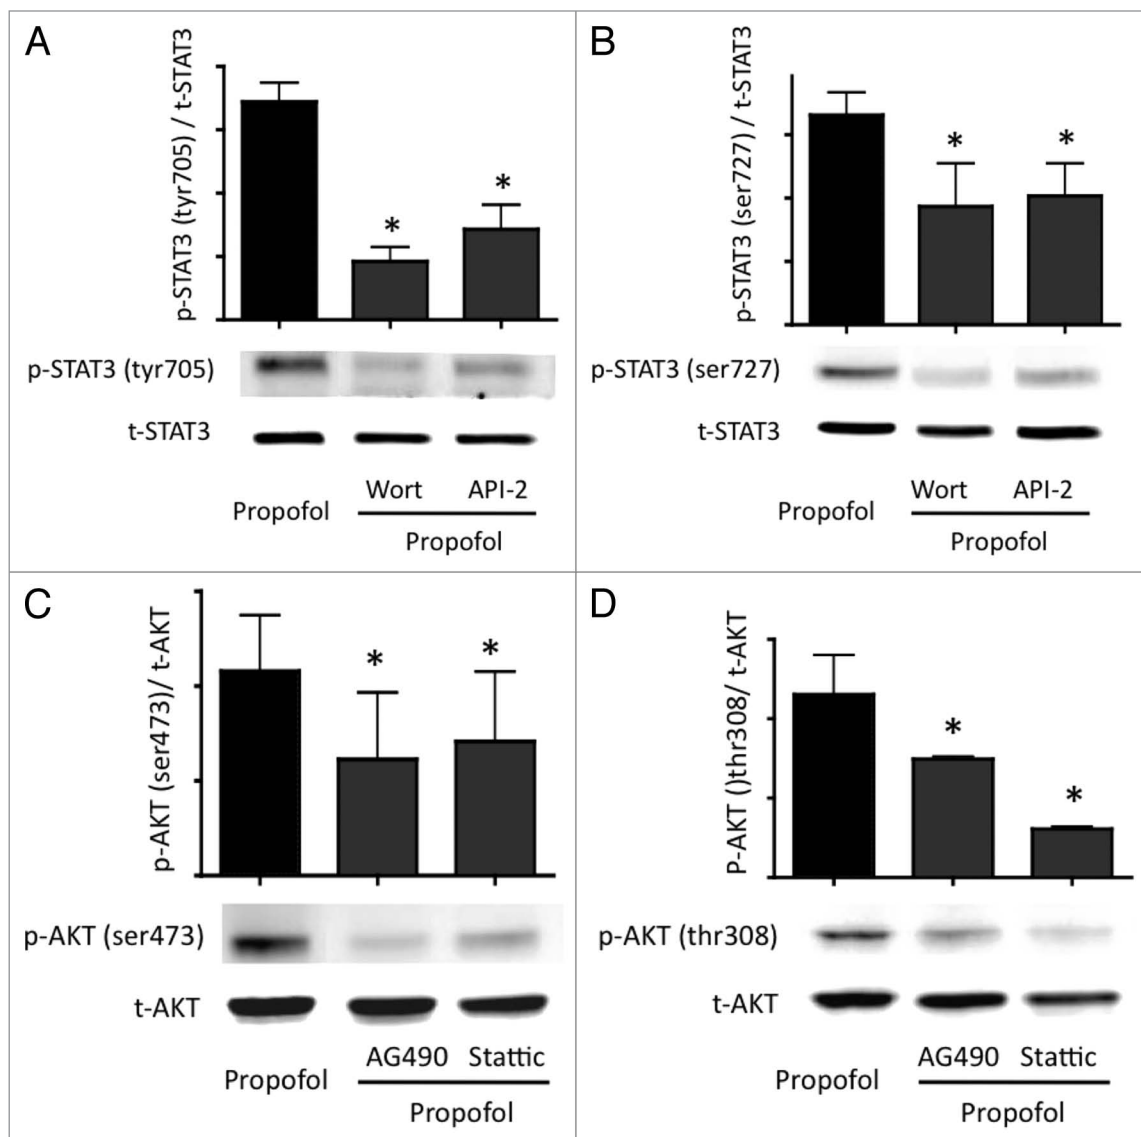 A
p-STAT3 (tyr705) / t-STAT3
*
*
p-STAT3 (tyr705)
t-STAT3
Wort API-2
Propofol
Propofol
B
p-STAT3 (ser727) / t-STAT3
*
*
p-STAT3 (ser727)
t-STAT3
Wort API-2
Propofol
Propofol
C
p-AKT (ser473)/ t-AKT
*
*
p-AKT (ser473)
t-AKT
AG490 Stattic
Propofol
Propofol
D
P-AKT ()thr308/ t-AKT
*
*
p-AKT (thr308)
t-AKT
AG490 Stattic
Propofol
Propofol